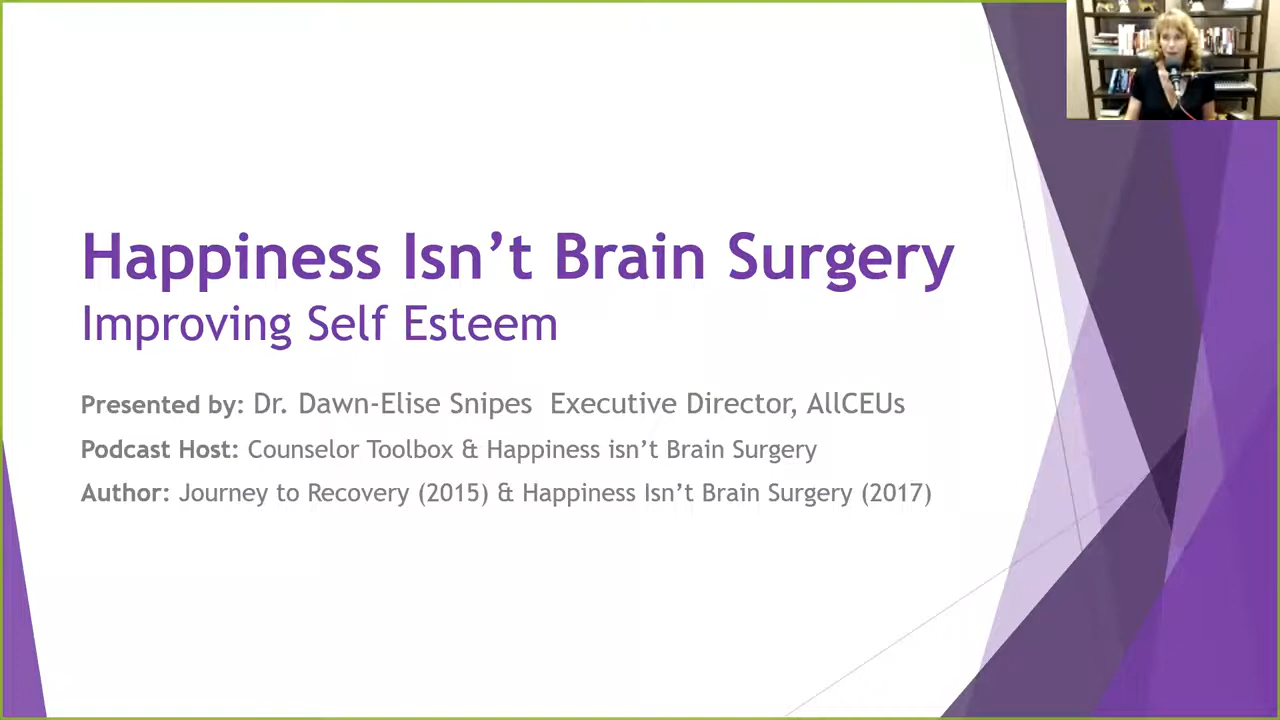 Happiness Isn’t Brain Surgery
Improving Self Esteem
Presented by: Dr. Dawn-Elise Snipes  Executive Director, AllCEUs
Podcast Host: Counselor Toolbox & Happiness isn’t Brain Surgery
Author: Journey to Recovery (2015) & Happiness Isn’t Brain Surgery (2017)